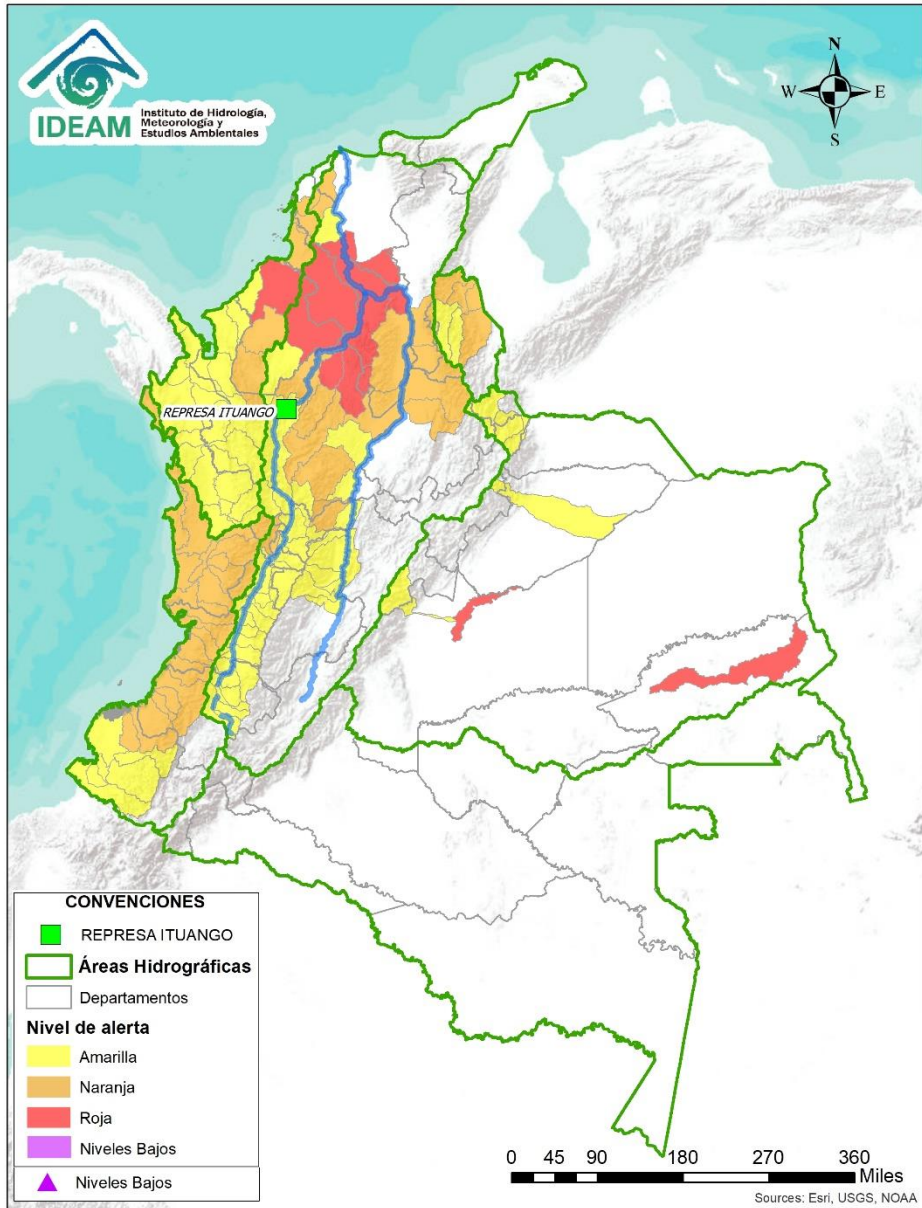 IDEAM
Instituto de Hidrología,
Meteorología y
Estudios Ambientales
N
W
E
S
REPRESA ITUANGO
CONVENCIONES
REPRESA ITUANGO
Áreas Hidrográficas
Departamentos
Nivel de alerta
Amarilla
Naranja
Roja
Niveles Bajos
Niveles Bajos
0 45 90 180 270 360
Miles
Sources: Esri, USGS, NOAA